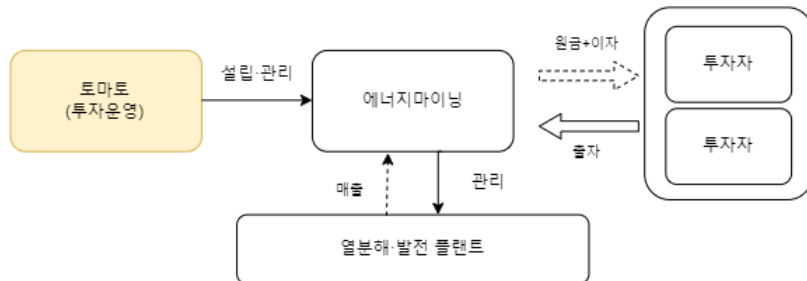 원금+이자
투자자
토마토
(투자운영)
설립·관리
에너지마이닝
출자
투자자
매출
관리
열분해·발전 플랜트